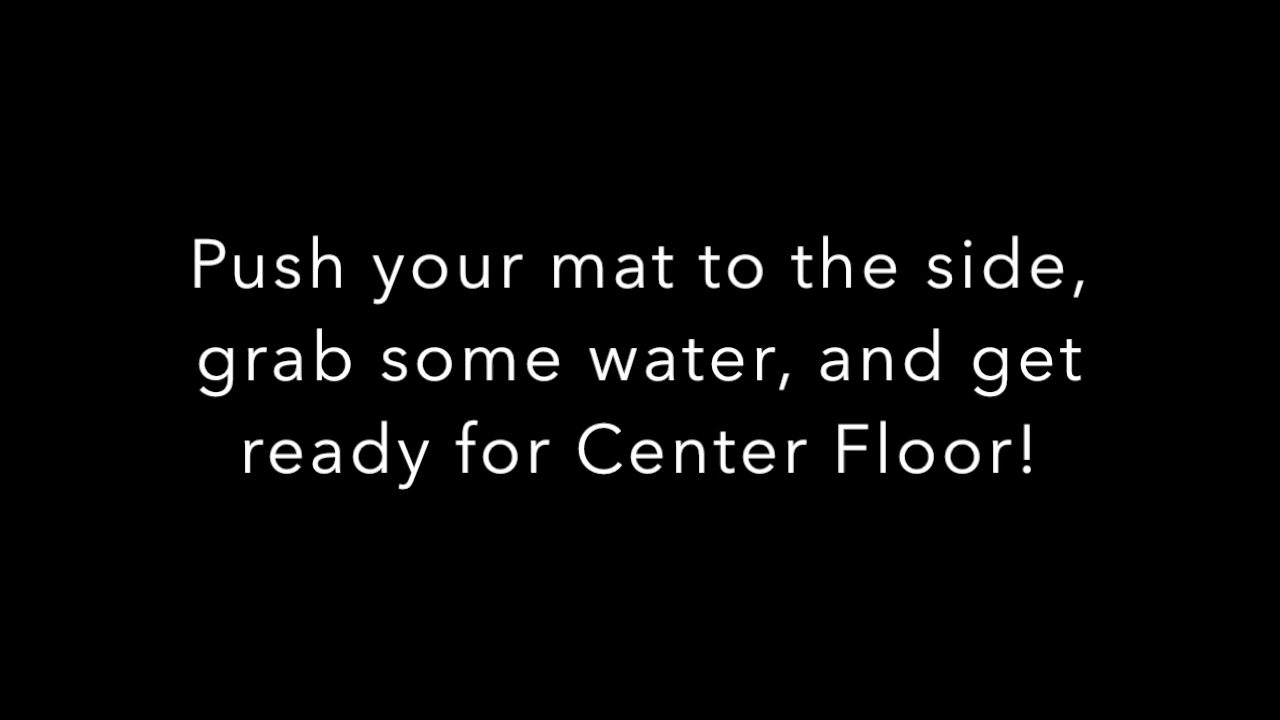 Push your mat to the side,
grab some water, and get
ready for Center Floor!